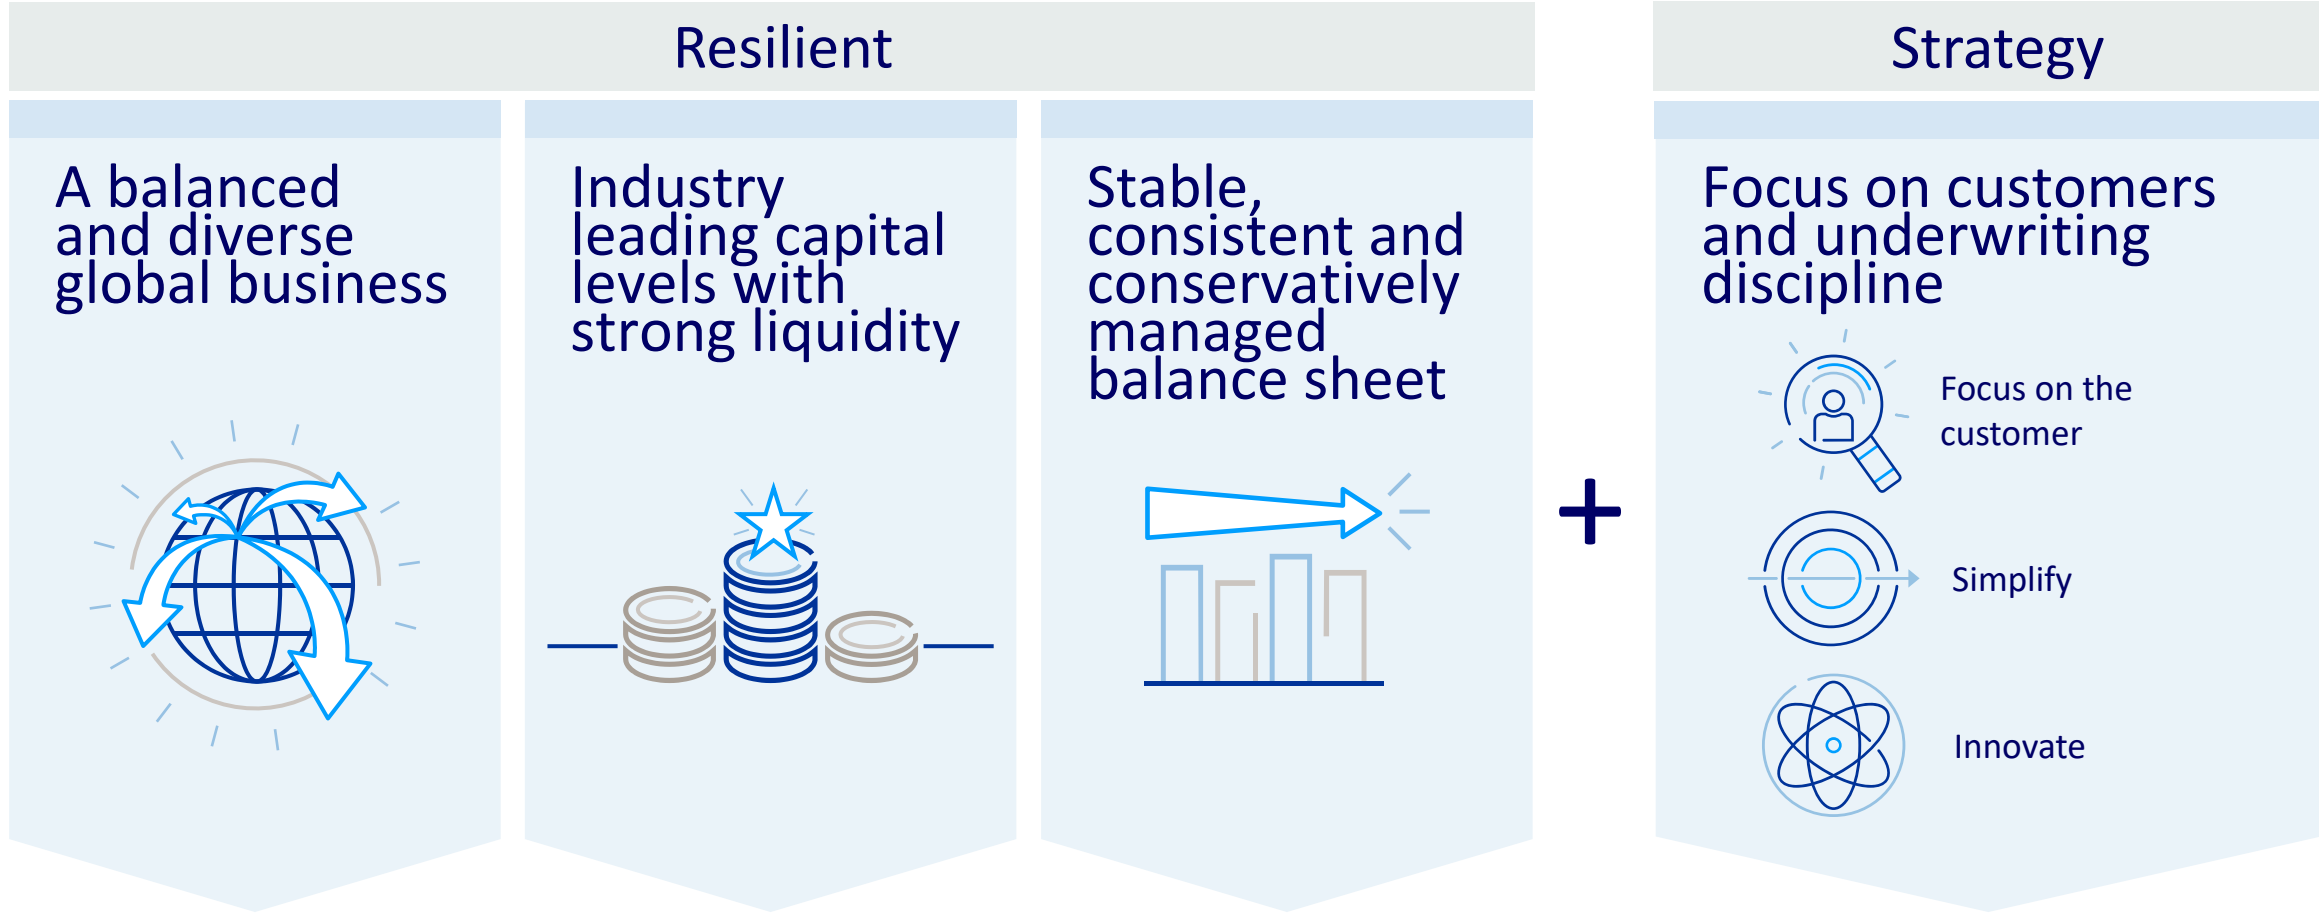 Resilient
Strategy
A balanced
and diverse
global business
Industry
leading capital
levels with
strong liquidity
Stable,
consistent and
conservatively
managed
balance sheet
+
Focus on customers
and underwriting
discipline
Focus on the
customer
Simplify
Innovate